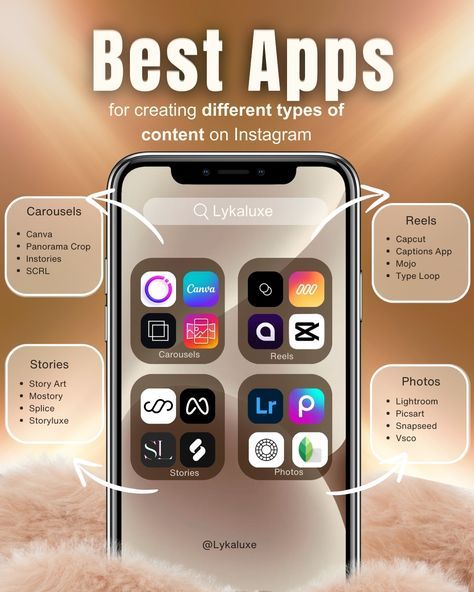 Best Apps
for creating different types of
content on Instagram
Lykaluxe
Carousels
• Canva
• Panorama Crop
• Instories
• SCRL
Reels
• Capcut
• Captions App
• Mojo
• Type Loop
Canva
Carousels
Reels
Stories
• Story Art
• Mostory
• Splice
• Storyluxe
Photos
• Lightroom
• Picsart
• Snapseed
• Vsco
Lr
SL
Stories
Photos
@Lykaluxe